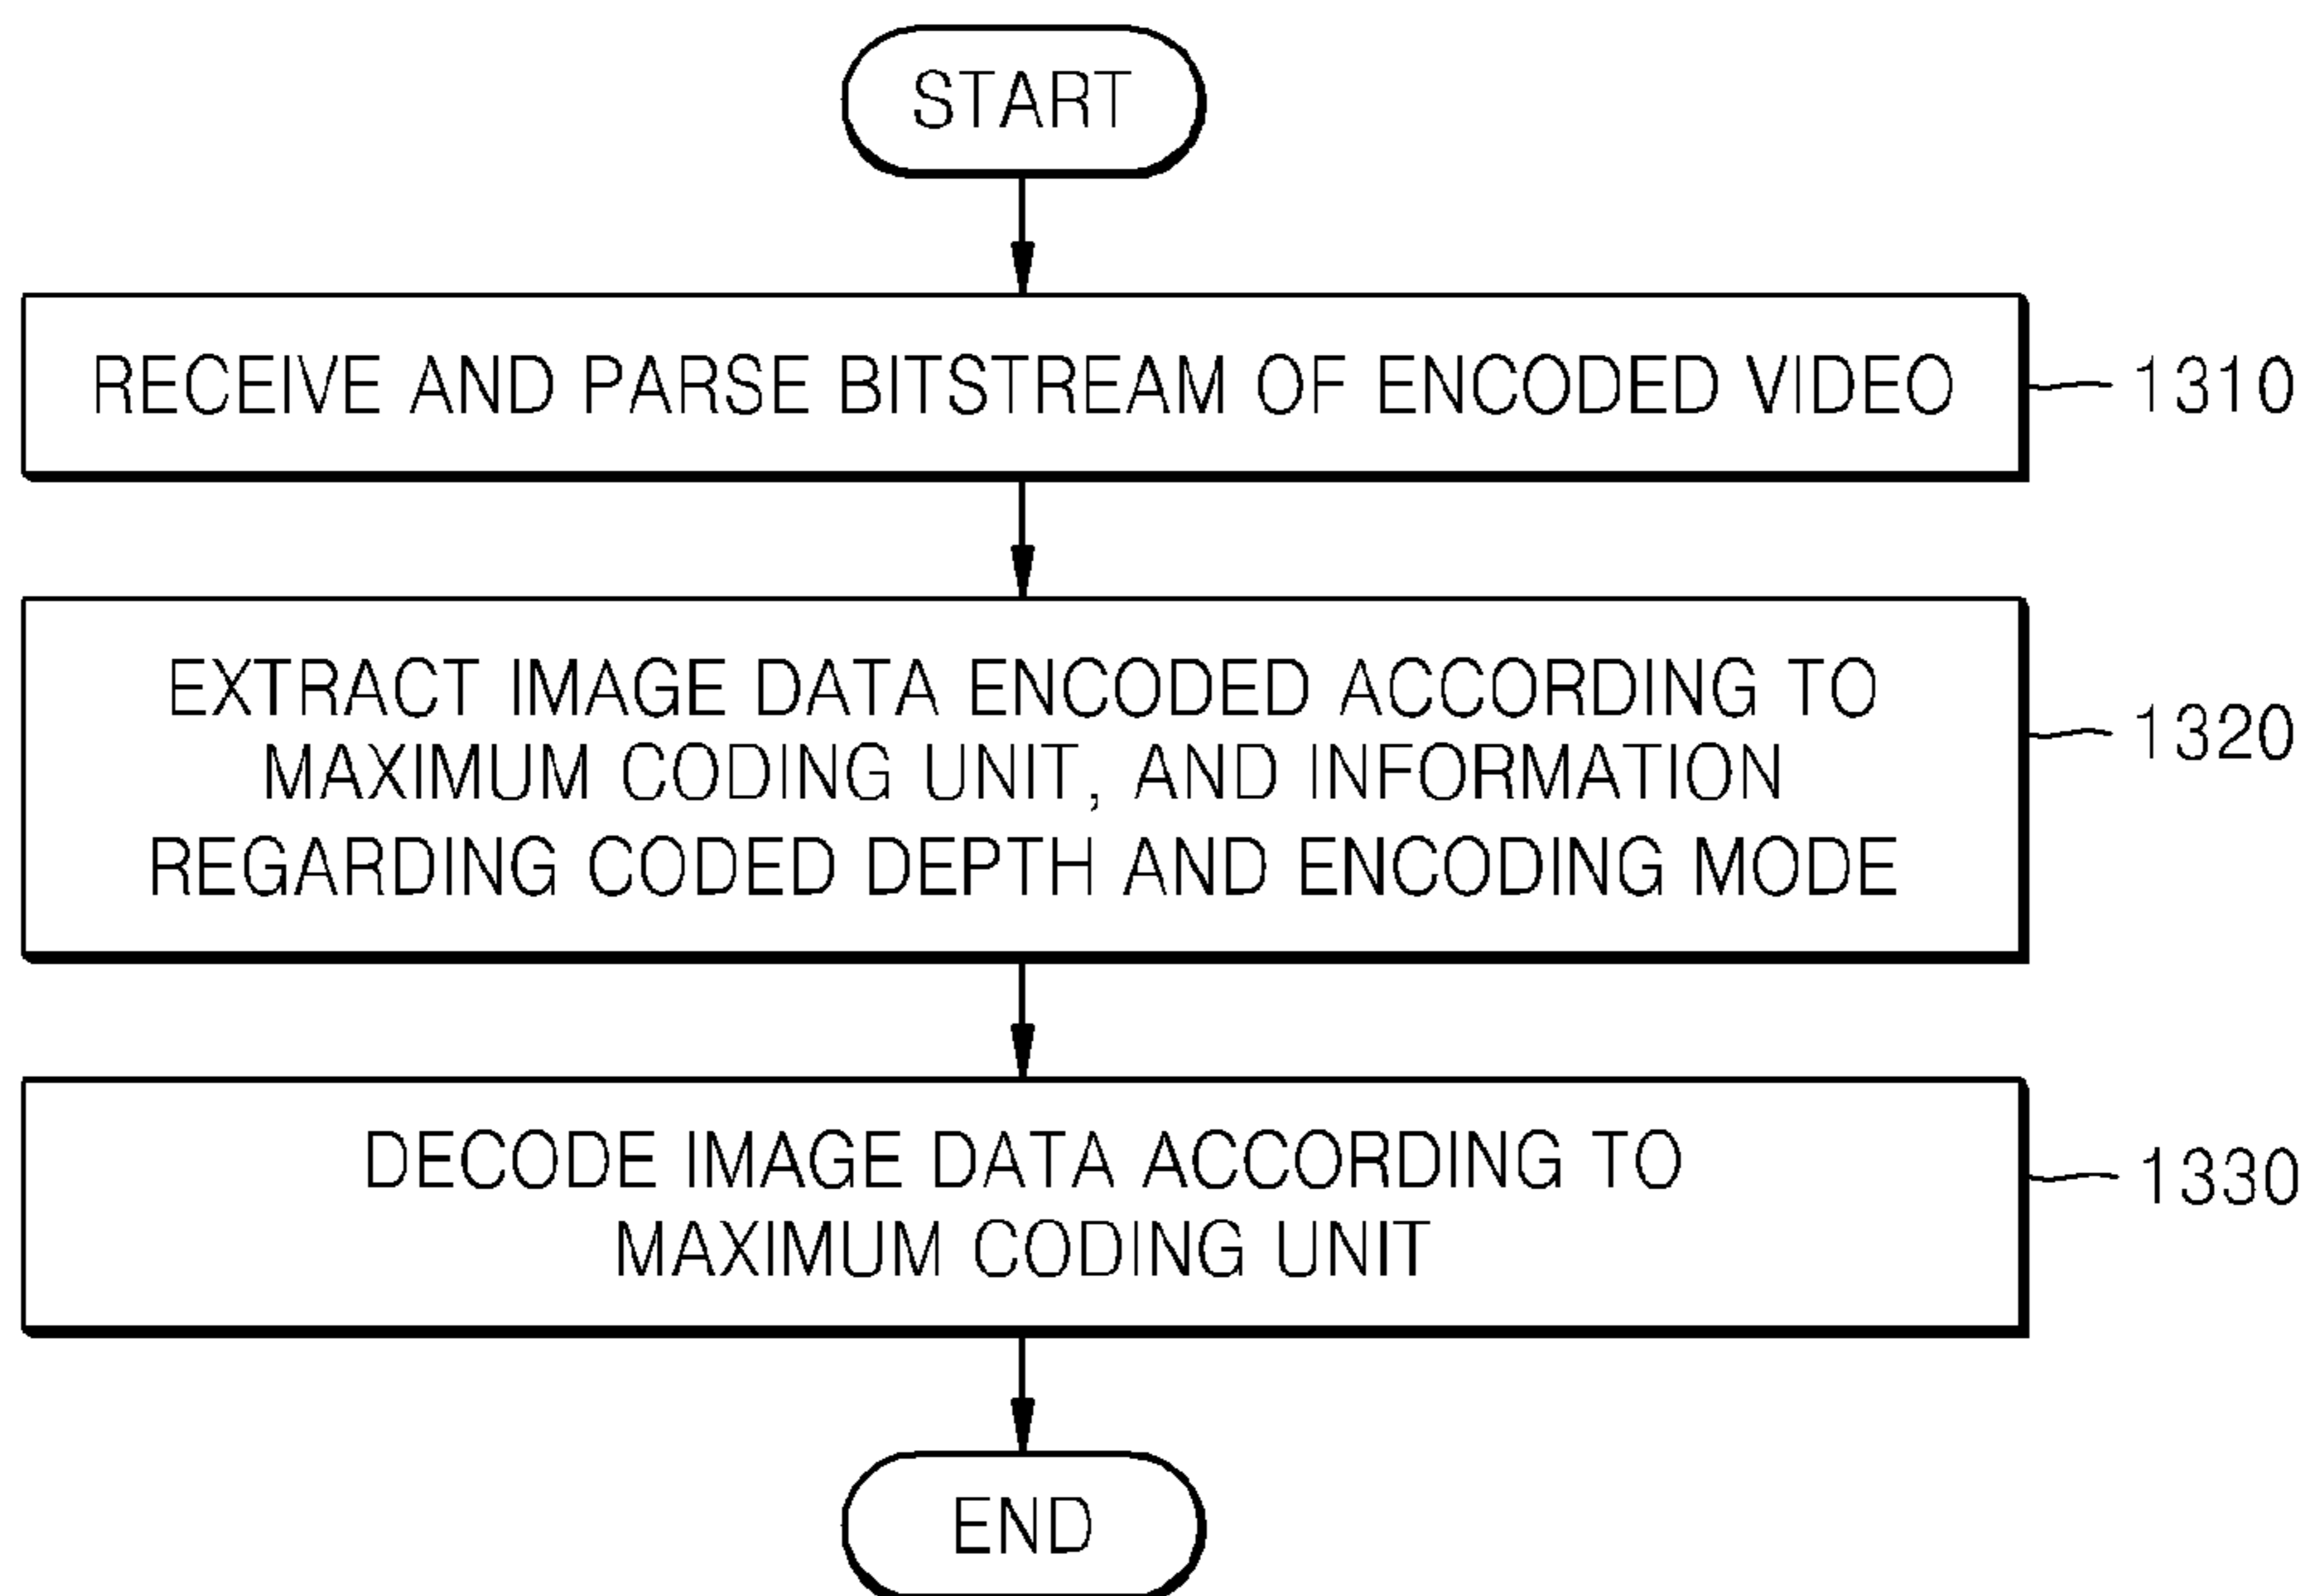 START
RECEIVE AND PARSE BITSTREAM OF ENCODED VIDEO
1310
EXTRACT IMAGE DATA ENCODED ACCORDING TO
MAXIMUM CODING UNIT, AND INFORMATION
REGARDING CODED DEPTH AND ENCODING MODE
1320
DECODE IMAGE DATA ACCORDING TO
MAXIMUM CODING UNIT
1330
END